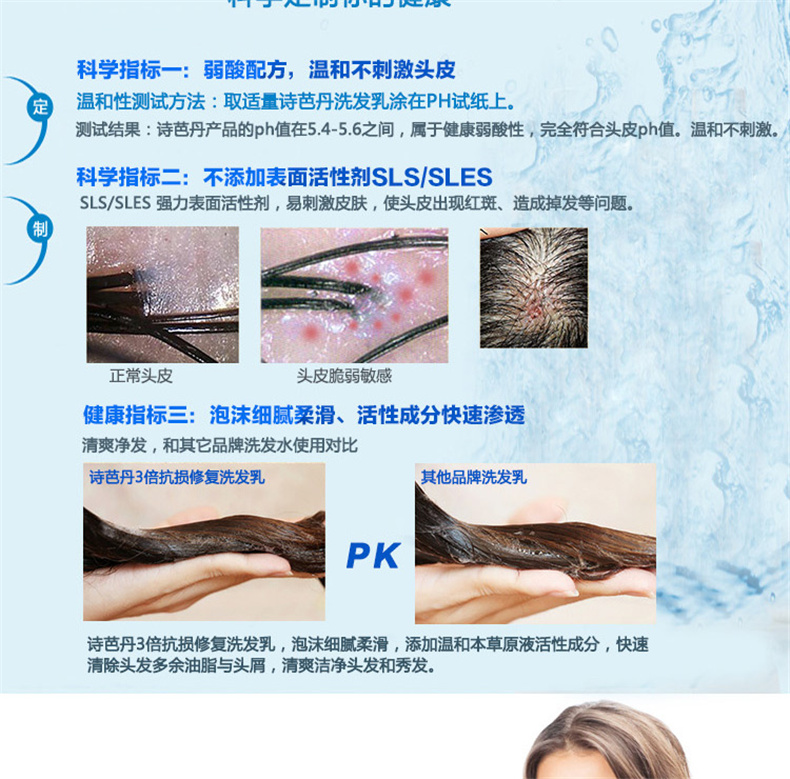 科学定制你的健康
科学指标一：弱酸配方，温和不刺激头皮
定
温和性测试方法：取适量诗芭丹洗发乳涂在PH试纸上。
测试结果：诗芭丹产品的ph值在5.4-5.6之间，属于健康弱酸性，完全符合头皮ph值。温和不刺激。
科学指标二：不添加表面活性剂SLS/SLES
SLS/SLES 强力表面活性剂，易刺激皮肤，使头皮出现红斑、造成掉发等问题。
制
正常头皮
头皮脆弱敏感
健康指标三：泡沫细腻柔滑、活性成分快速渗透
清爽净发，和其它品牌洗发水使用对比
诗芭丹3倍抗损修复洗发乳
其他品牌洗发乳
PK
诗芭丹3倍抗损修复洗发乳，泡沫细腻柔滑，添加温和本草原液活性成分，快速
清除头发多余油脂与头屑，清爽洁净头发和秀发。